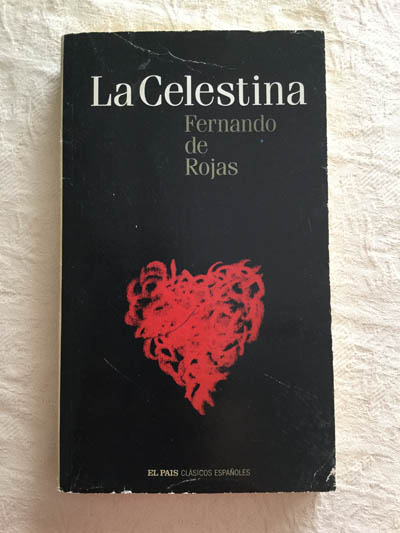 La Celestina
Fernando
de
Rojas
EL PAIS CLÁSICOS ESPAÑOLES